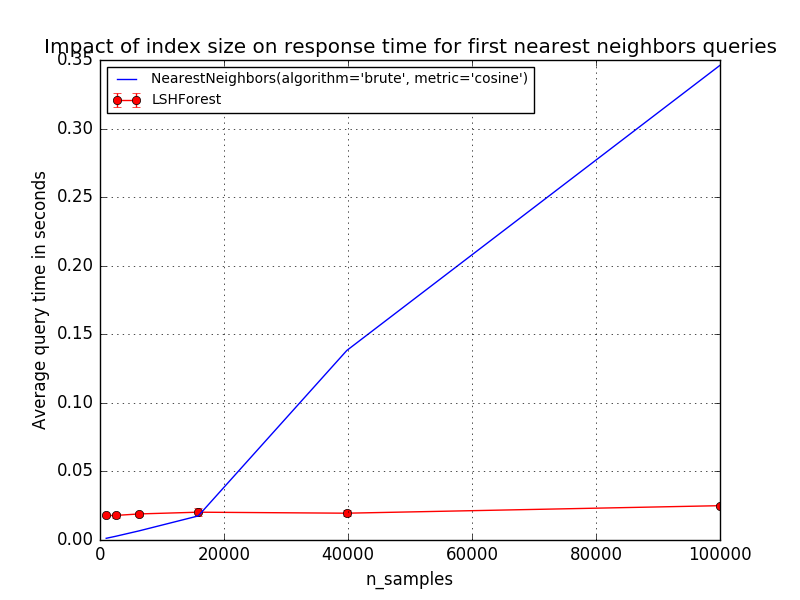 Impact of index size on response time for first nearest neighbors queries
NearestNeighbors(algorithm='brute', metric='cosine')
LSHForest
Average query time in seconds
0.35
0.30
0.25
0.20
0.15
0.10
0.05
0.00
0 20000 40000 60000 80000 100000
n_samples